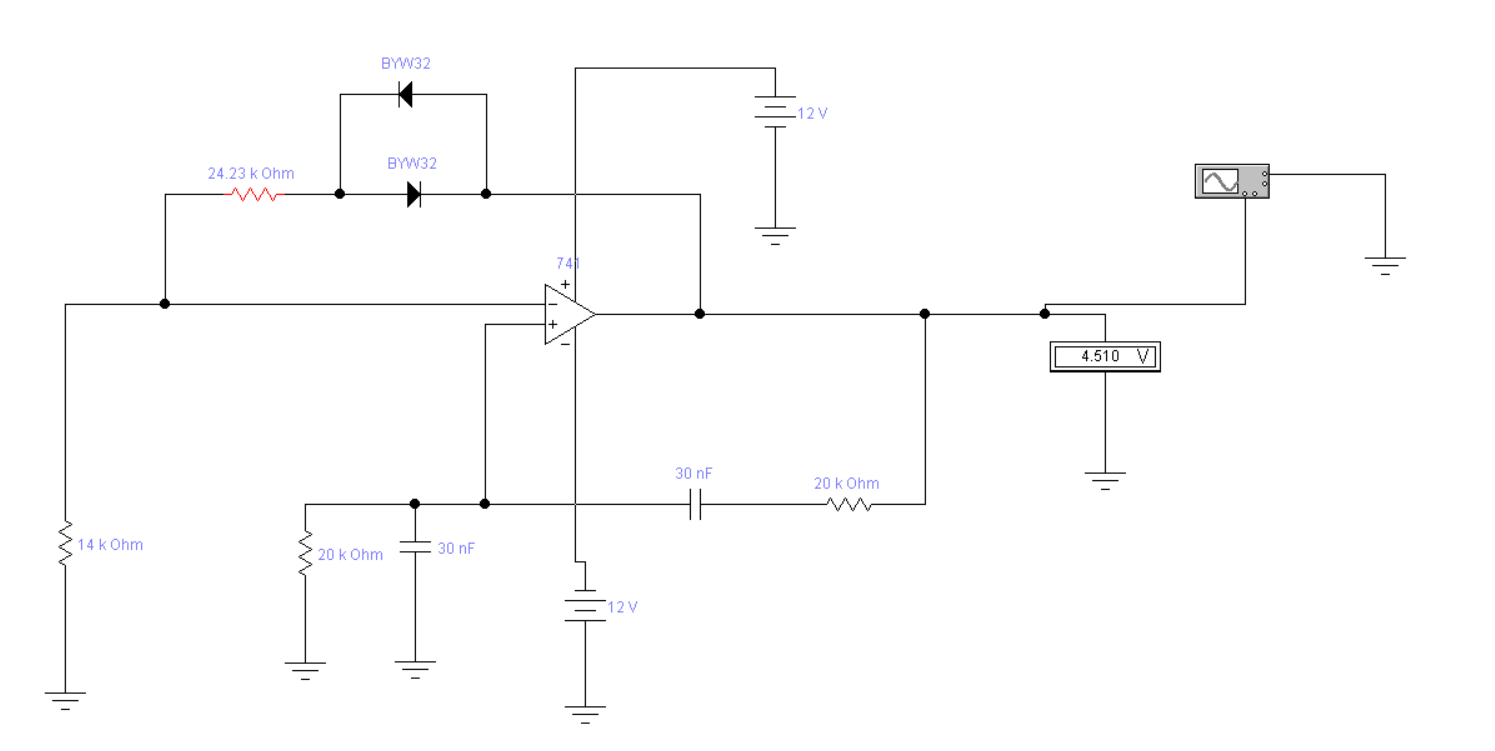 BYW32
12 V
BYW32
24.23 k Ohm
741
+
−
+
−
4.510 V
30 nF
20 k Ohm
14 k Ohm
20 k Ohm
30 nF
12 V